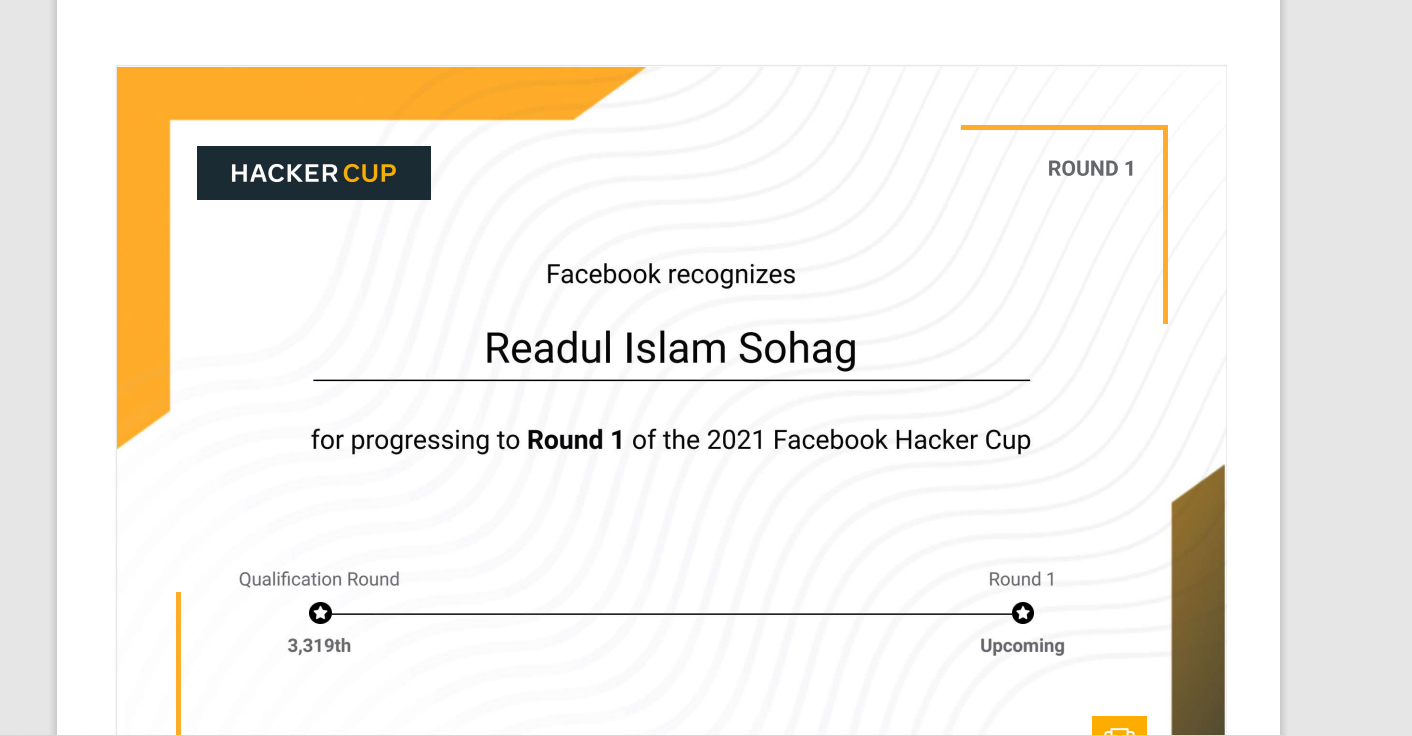 HACKER CUP
ROUND 1
Facebook recognizes
Readul Islam Sohag
for progressing to Round 1 of the 2021 Facebook Hacker Cup
Qualification Round
Round 1
3,319th
Upcoming